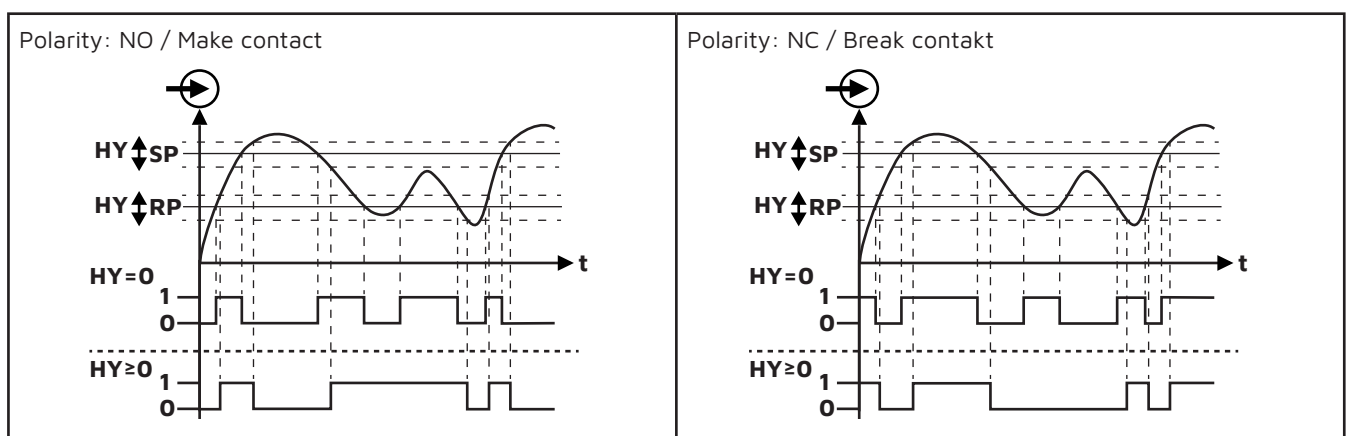 Polarity: NO / Make contact
HY SP
HY RP
t
HY=0
1
0
HY≥0
1
0
Polarity: NC / Break contakt
HY SP
HY RP
t
HY=0
1
0
HY≥0
1
0